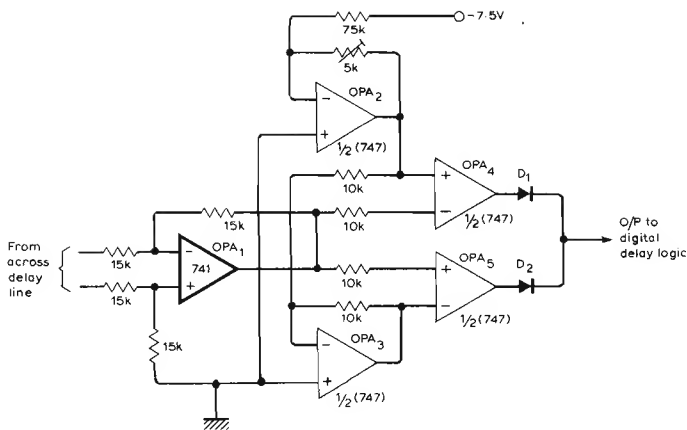 75k
-7·5V
5k
OPA2
-
+
1/2 (747)
OPA4
10k
+
D1
15k
10k
-
1/2 (747)
From
across
delay
line
15k
OPA1
-
741
+
15k
O/P to
digital
delay logic
OPA5
10k
+
D2
10k
-
1/2 (747)
15k
OPA3
-
+
1/2 (747)